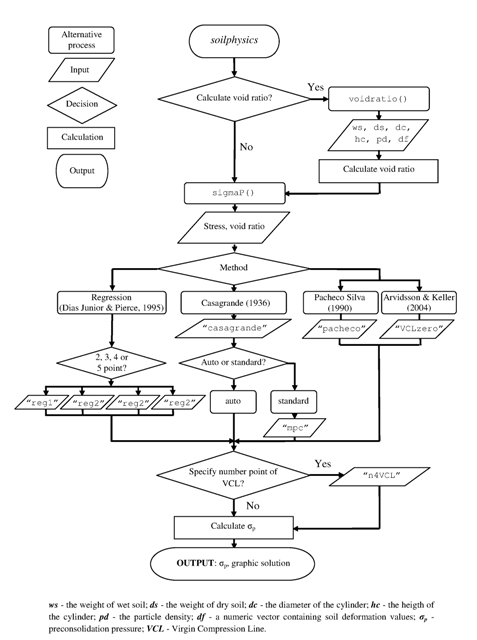 Alternative
process
Input
Decision
Calculation
Output
soilphysics
Calculate void ratio?
Yes
No
voidratio()
ws, ds, dc,
hc, pd, df
Calculate void ratio
sigmaP()
Stress, void ratio
Method
Regression
(Dias Junior & Pierce, 1995)
Casagrande (1936)
Pacheco Silva
(1990)
Arvidsson & Keller
(2004)
"casagrande"
"pacheco"
"VCLzero"
2, 3, 4 or
5 point?
Auto or standard?
"reg1"
"reg2"
"reg2"
"reg2"
auto
standard
"mpc"
Specify number point of
VCL?
Yes
No
"n4VCL"
Calculate σp
OUTPUT: σp, graphic solution
ws - the weight of wet soil; ds - the weight of dry soil; dc - the diameter of the cylinder; hc - the heigth of
the cylinder; pd - the particle density; df - a numeric vector containing soil deformation values; σp -
preconsolidation pressure; VCL - Virgin Compression Line.